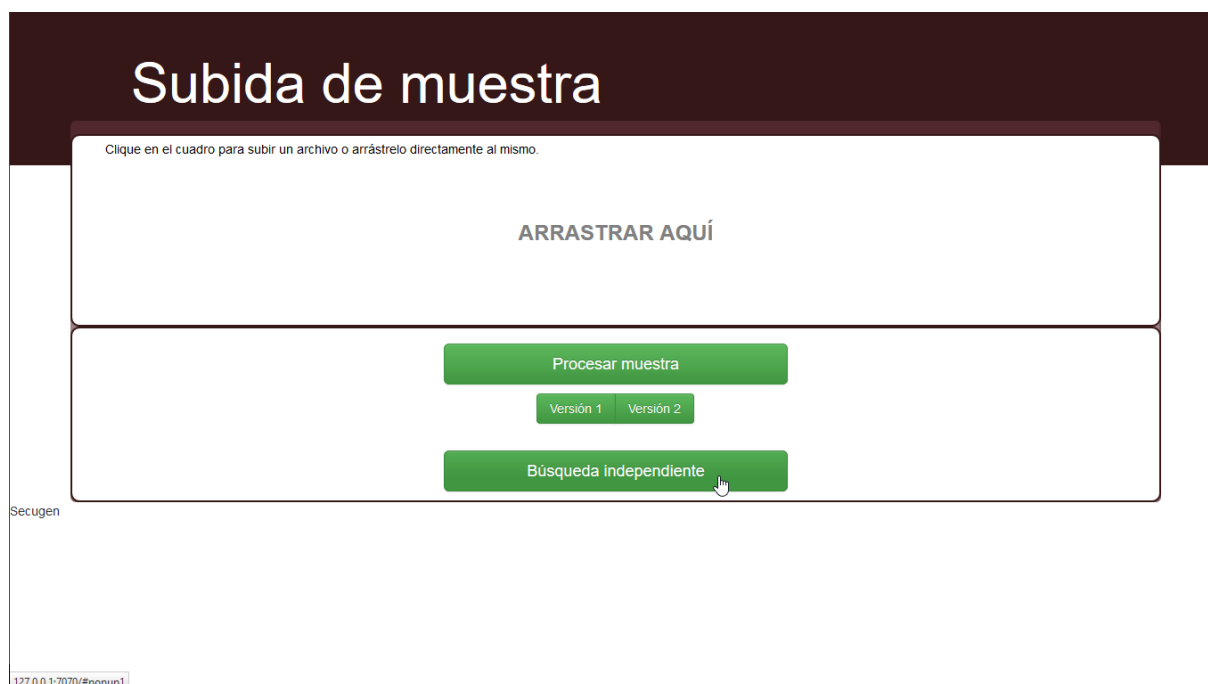 Subida de muestra
Clique en el cuadro para subir un archivo o arrástrelo directamente al mismo.
ARRASTRAR AQUÍ
Procesar muestra
Versión 1 Versión 2
Búsqueda independiente
Secugen
127.0.0.1:7070/#popup1